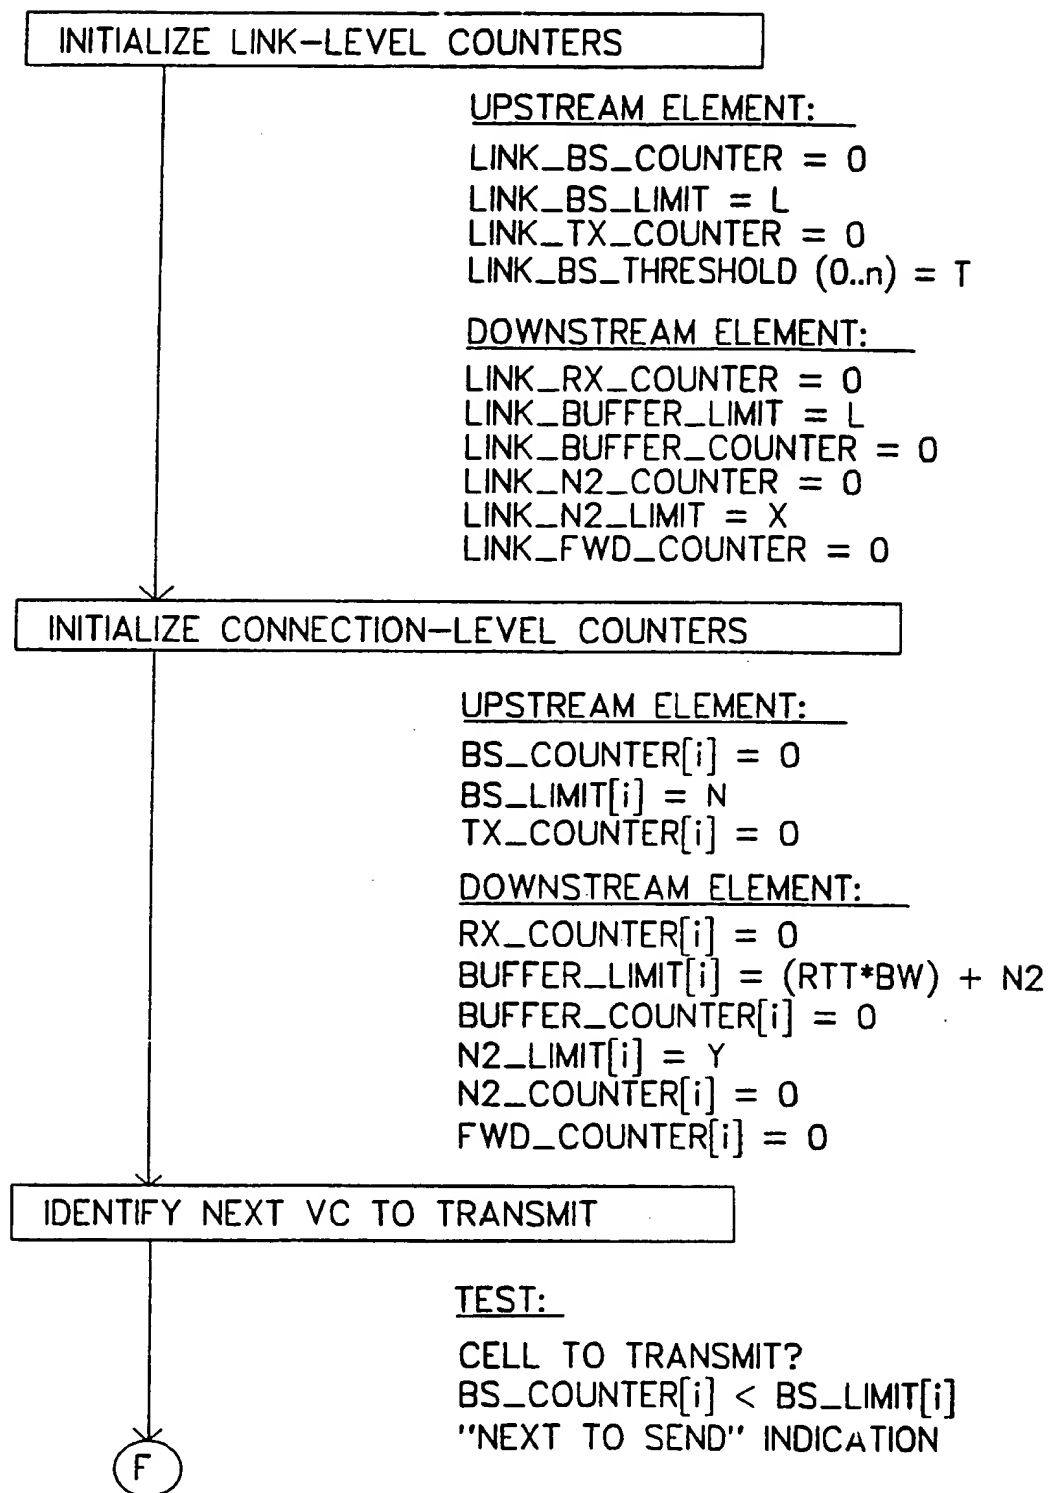 INITIALIZE LINK-LEVEL COUNTERS
UPSTREAM ELEMENT:
LINK_BS_COUNTER = 0
LINK_BS_LIMIT = L
LINK_TX_COUNTER = 0
LINK_BS_THRESHOLD (0..n) = T
DOWNSTREAM ELEMENT:
LINK_RX_COUNTER = 0
LINK_BUFFER_LIMIT = L
LINK_BUFFER_COUNTER = 0
LINK_N2_COUNTER = 0
LINK_N2_LIMIT = X
LINK_FWD_COUNTER = 0
INITIALIZE CONNECTION-LEVEL COUNTERS
UPSTREAM ELEMENT:
BS_COUNTER[i] = 0
BS_LIMIT[i] = N
TX_COUNTER[i] = 0
DOWNSTREAM ELEMENT:
RX_COUNTER[i] = 0
BUFFER_LIMIT[i] = (RTT*BW) + N2
BUFFER_COUNTER[i] = 0
N2_LIMIT[i] = Y
N2_COUNTER[i] = 0
FWD_COUNTER[i] = 0
IDENTIFY NEXT VC TO TRANSMIT
TEST:
CELL TO TRANSMIT?
BS_COUNTER[i] < BS_LIMIT[i]
"NEXT TO SEND" INDICATION
F